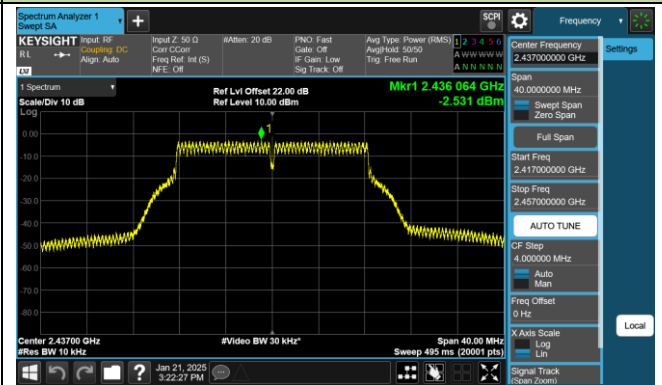 Spectrum Analyzer 1
Swept SA
SCPI
Frequency
KEYSIGHT
RL
LXI
Input: RF
Coupling: DC
Align: Auto
Input Z: 50 Ω
Corr CCorr
Freq Ref: Int (S)
NFE: Off
#Atten: 20 dB
PNO: Fast
Gate: Off
IF Gain: Low
Sig Track: Off
Avg Type: Power (RMS)
Avg|Hold: 50/50
Trig: Free Run
1 2 3 4 5 6
A W W W W W
A N N N N N
1 Spectrum
Scale/Div 10 dB
Log
Ref Lvl Offset 22.00 dB
Ref Level 10.00 dBm
Mkr1 2.436 064 GHz
-2.531 dBm
1
0.00
-10.0
-20.0
-30.0
-40.0
-50.0
-60.0
-70.0
-80.0
Center 2.43700 GHz
#Res BW 10 kHz
#Video BW 30 kHz*
Span 40.00 MHz
Sweep 495 ms (20001 pts)
Jan 21, 2025
3:22:27 PM
Center Frequency
2.437000000 GHz
Span
40.0000000 MHz
Swept Span
Zero Span
Full Span
Start Freq
2.417000000 GHz
Stop Freq
2.457000000 GHz
AUTO TUNE
CF Step
4.000000 MHz
Auto
Man
Freq Offset
0 Hz
X Axis Scale
Log
Lin
Signal Track
(Span Zoom)
Settings
Local